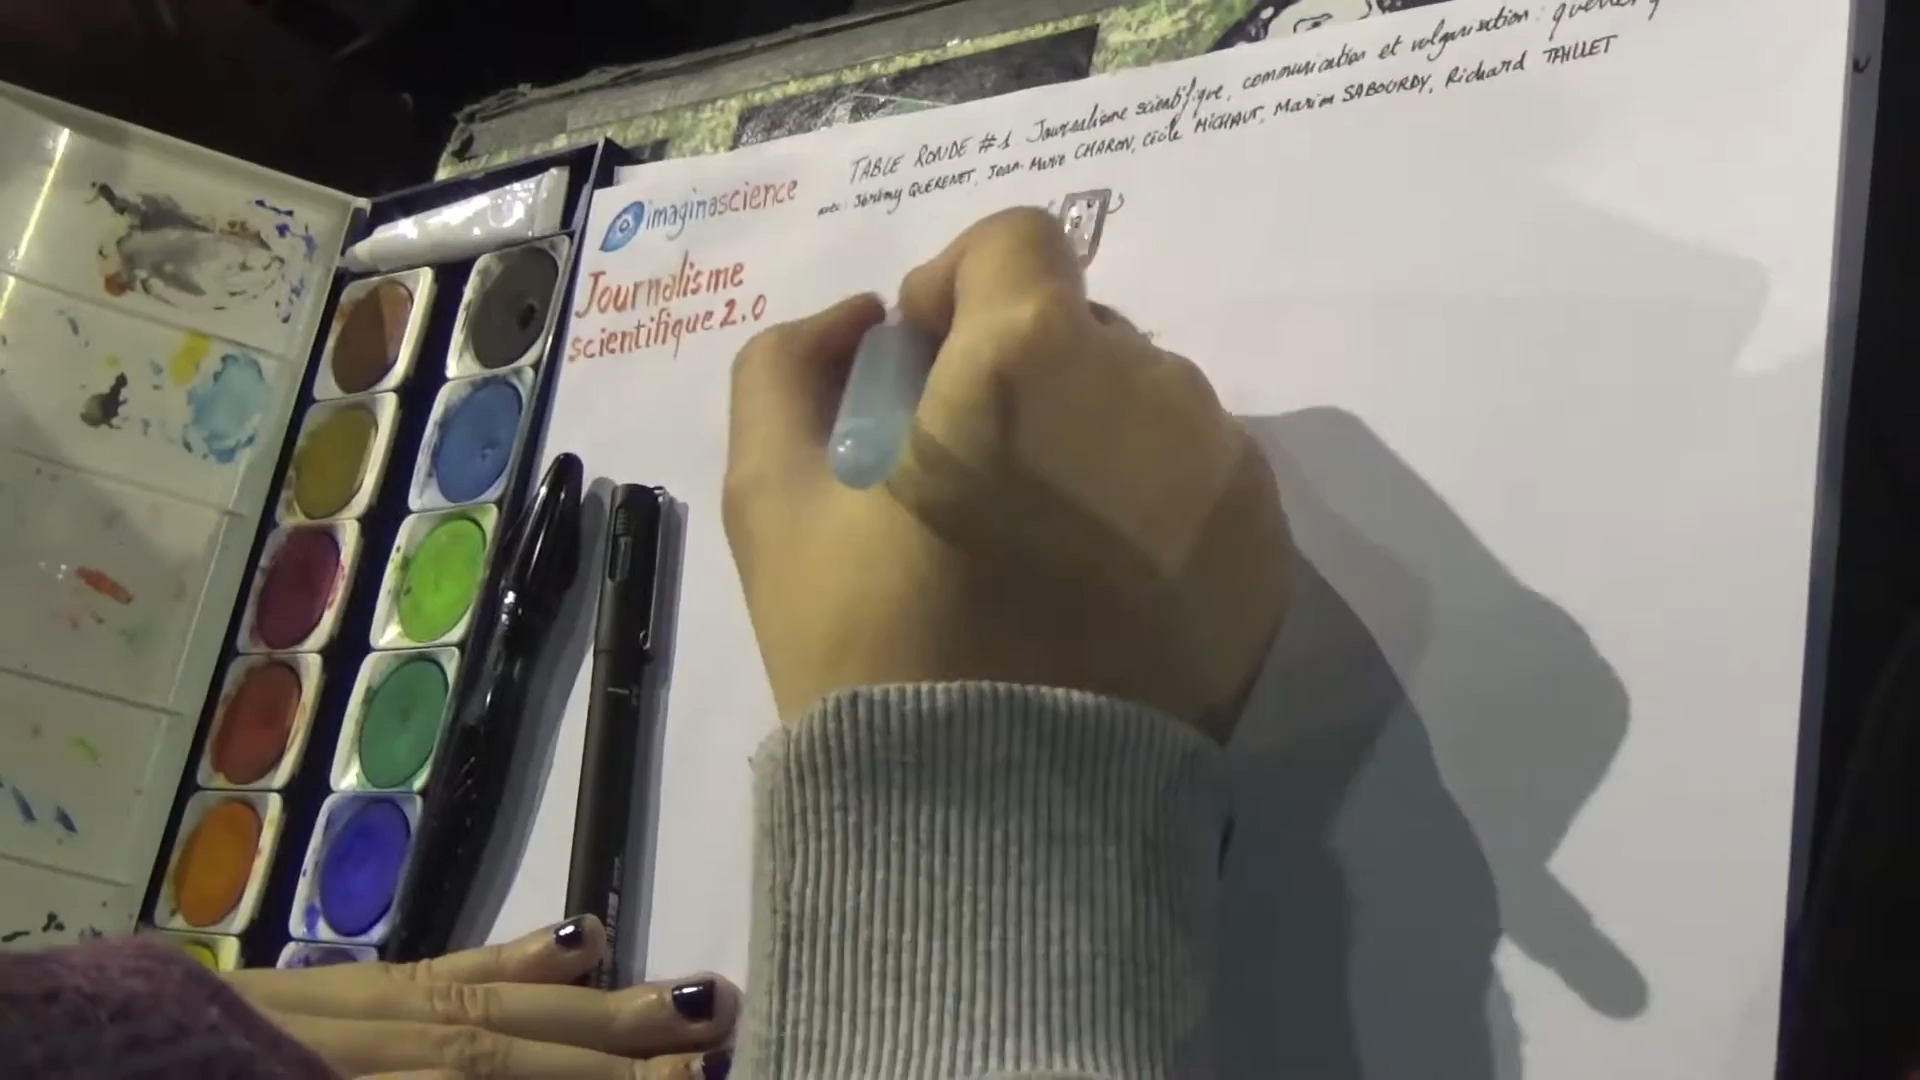 TABLE RONDE #1 Journalisme scientifique, communication et vulgarisation :
avec : Jérémy QUERENET, Jean-Marie CHARON, Cécile MICHAUT, Marion SABOURDY, Richard TAILLET
imaginascience
Journalisme
scientifique 2.0